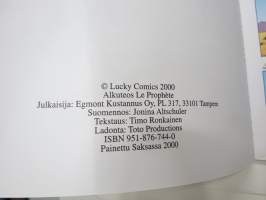 © Lucky Comics 2000
Alkuteos Le Prophète
Julkaisija: Egmont Kustannus Oy, PL 317, 33101 Tampere
Suomennos: Jonina Altschuler
Tekstaus: Timo Ronkainen
Ladonta: Toto Productions
ISBN 951-876-744-0
Painettu Saksassa 2000